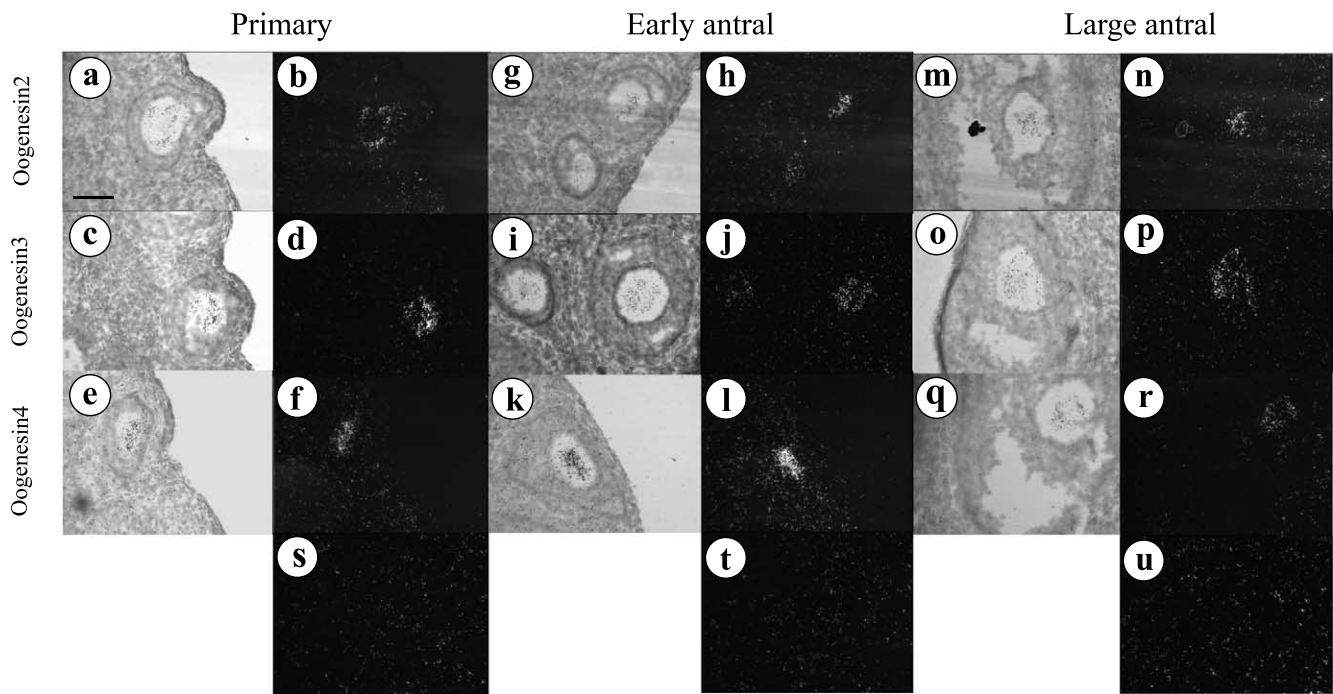 Primary Early antral Large antral
Oogenesin2
a b g h m n
Oogenesin3
c d i j o p
Oogenesin4
e f k l q r
s t u